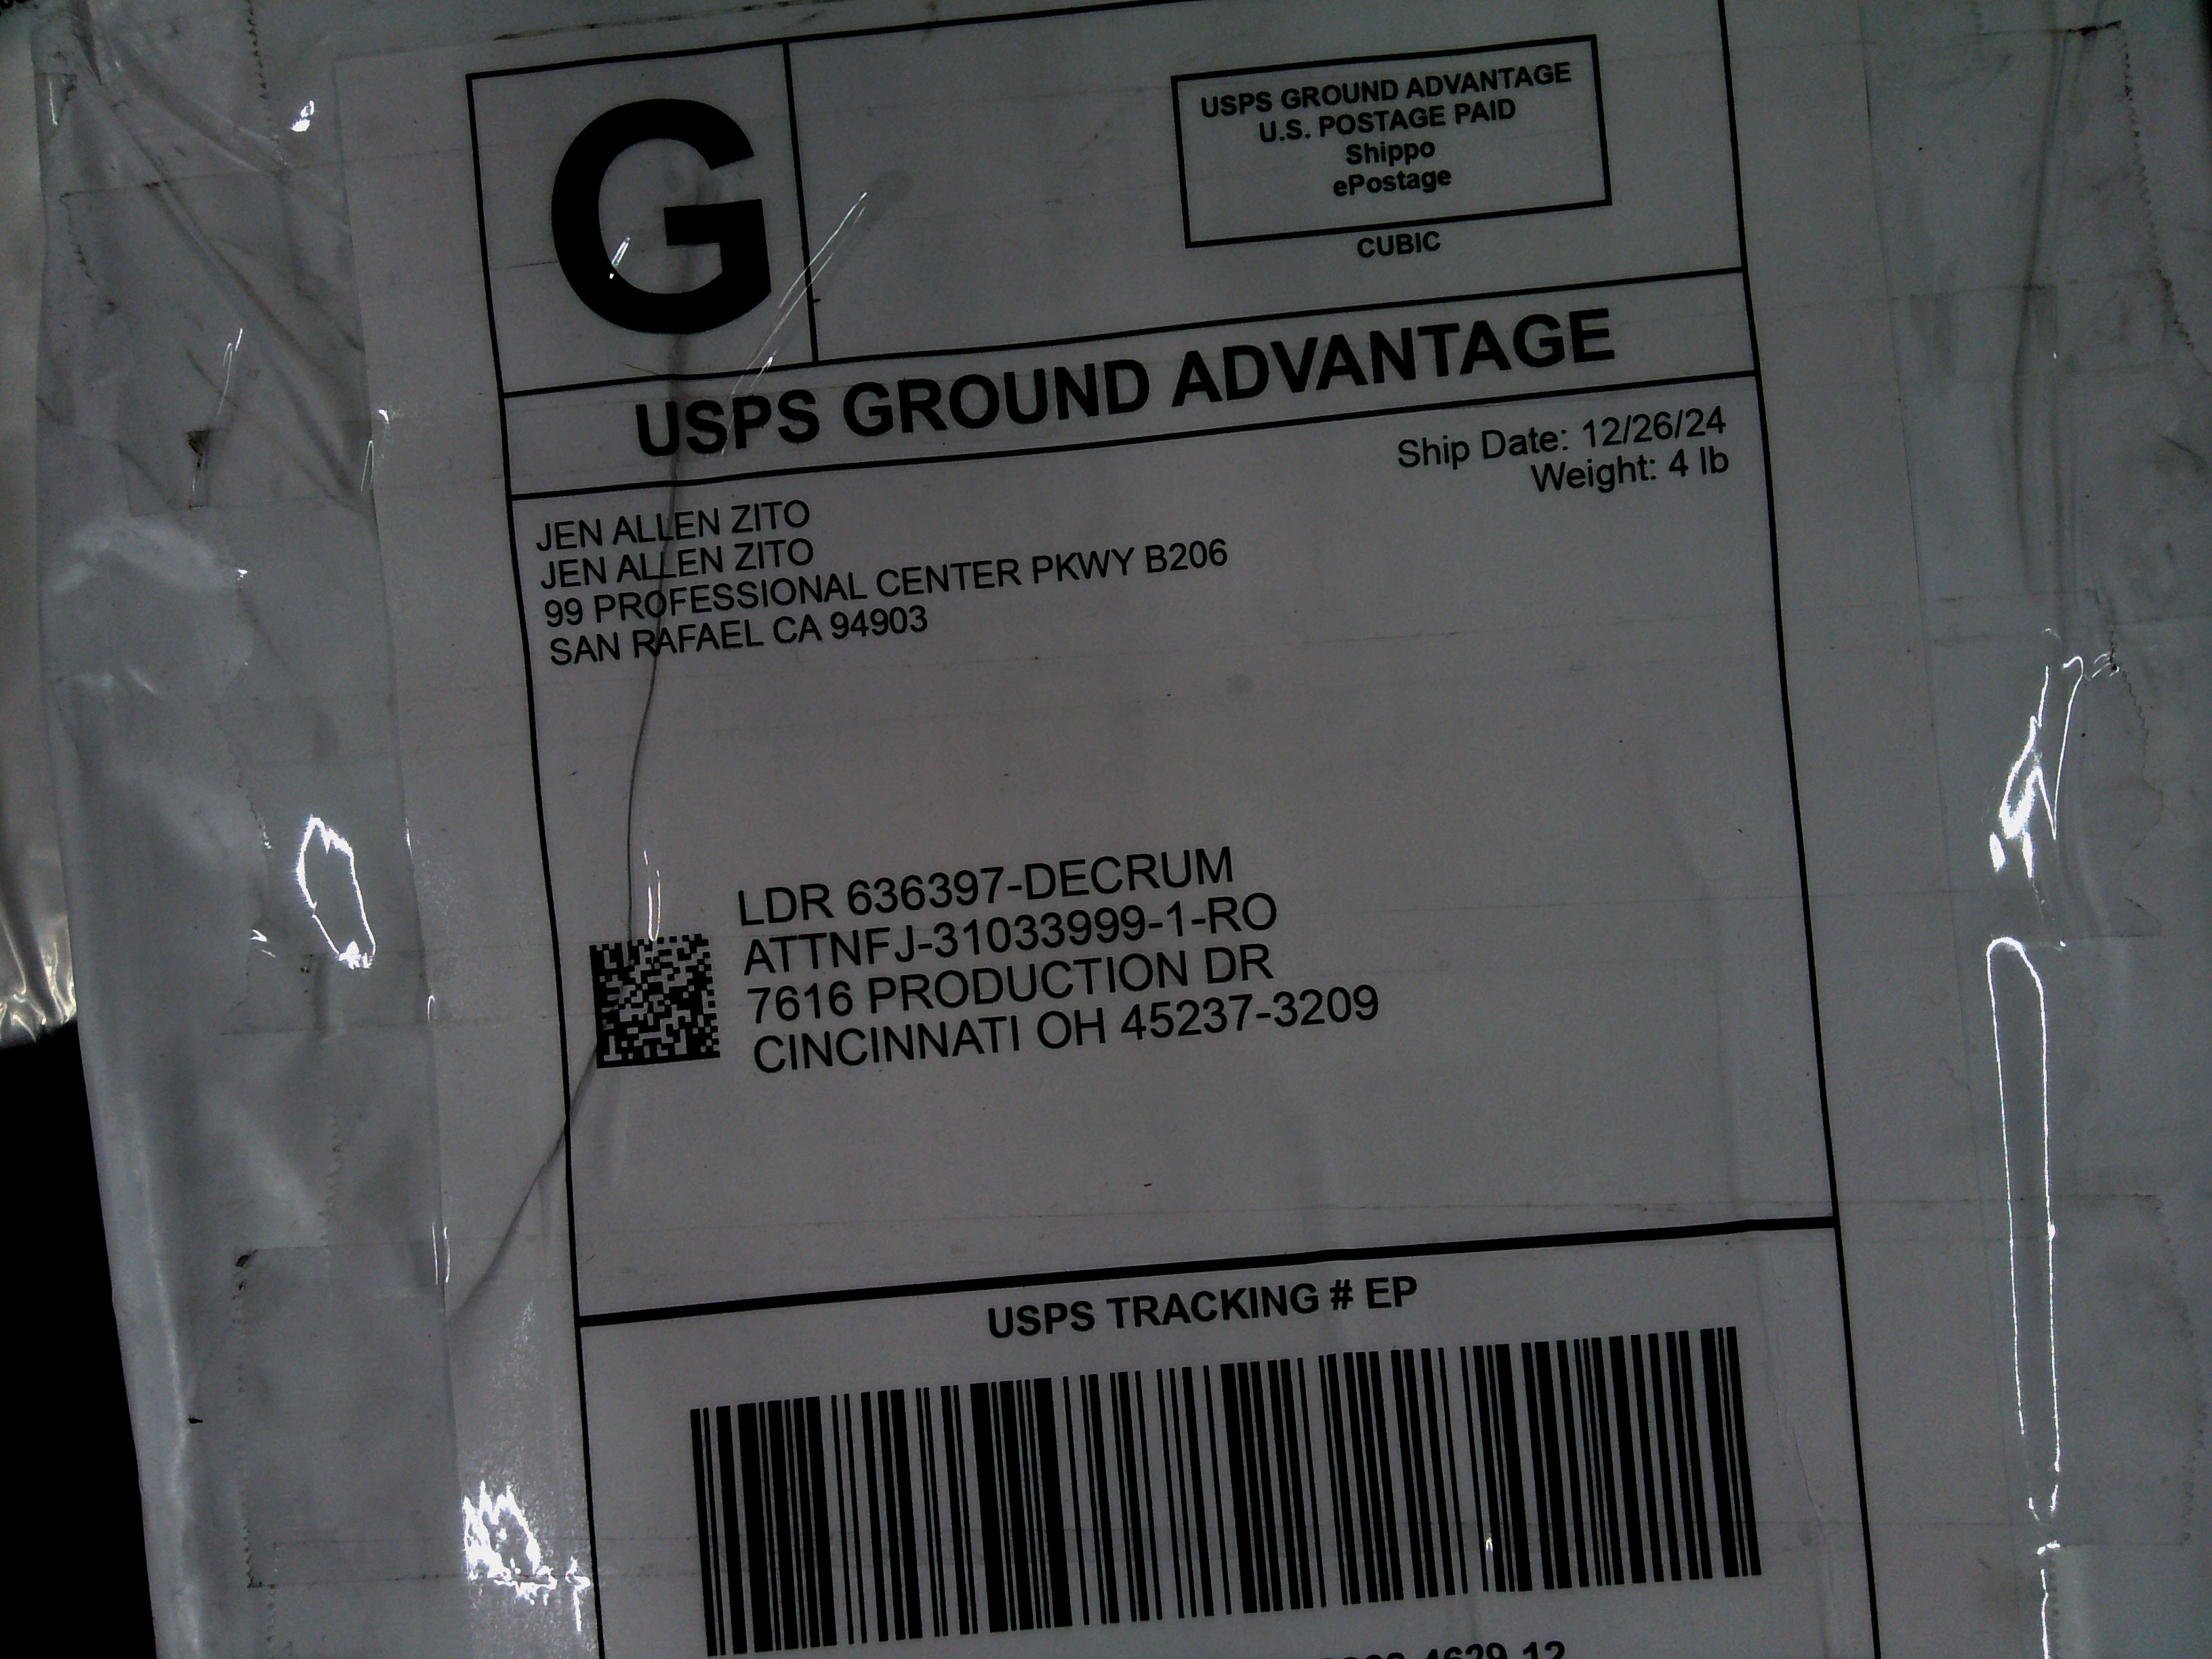 G
USPS GROUND ADVANTAGE
U.S. POSTAGE PAID
Shippo
ePostage
CUBIC
USPS GROUND ADVANTAGE
Ship Date: 12/26/24
Weight: 4 lb
JEN ALLEN ZITO
JEN ALLEN ZITO
99 PROFESSIONAL CENTER PKWY B206
SAN RAFAEL CA 94903
LDR 636397-DECRUM
ATTNFJ-31033999-1-RO
7616 PRODUCTION DR
CINCINNATI OH 45237-3209
USPS TRACKING # EP
4629 12